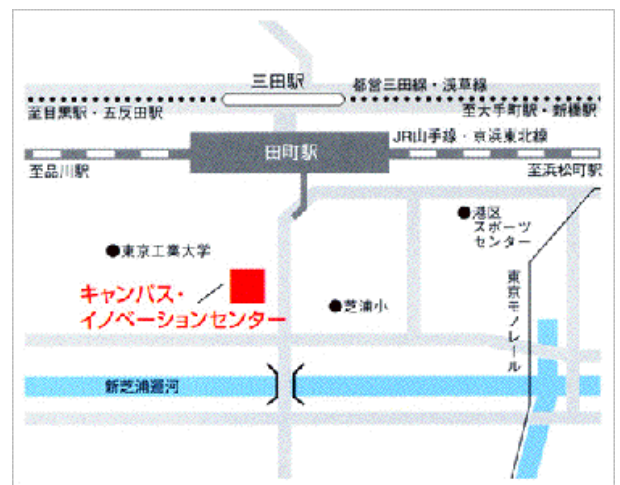 三田駅
都営三田線・浅草線
至目黒駅・五反田駅
至大手町駅・新橋駅
田町駅
JR山手線・京浜東北線
至品川駅
至浜松町駅
●港区
スポーツ
センター
●東京工業大学
キャンパス・
イノベーションセンター
●芝浦小
東京モノレール
新芝浦運河